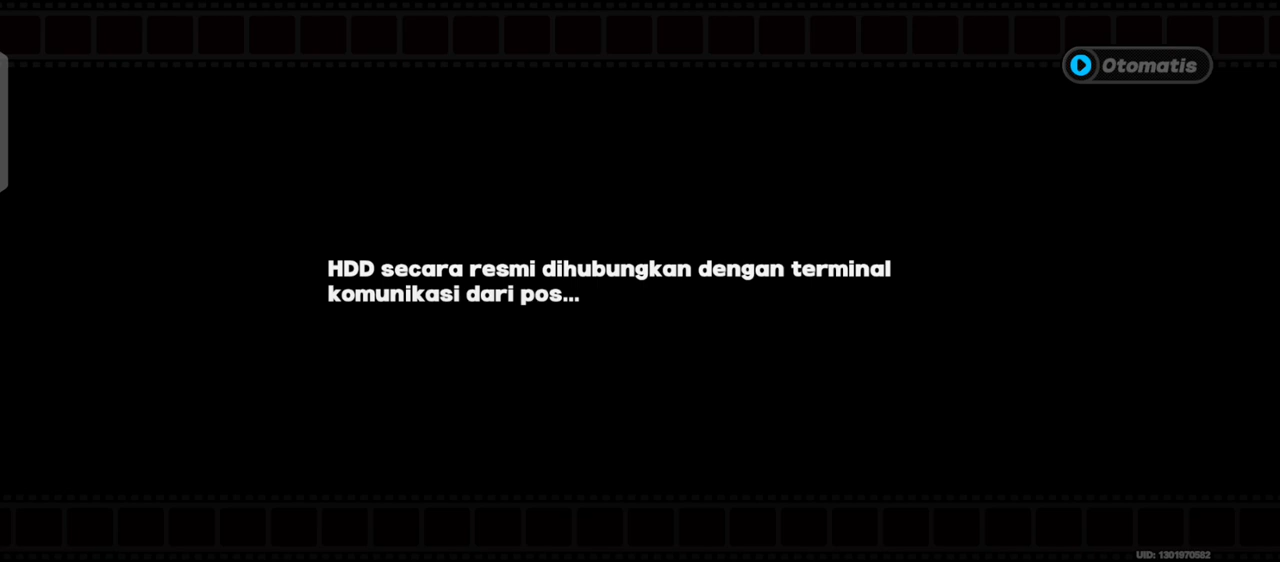 Otomatis
HDD secara resmi dihubungkan dengan terminal
komunikasi dari pos...
UID: 1301970582